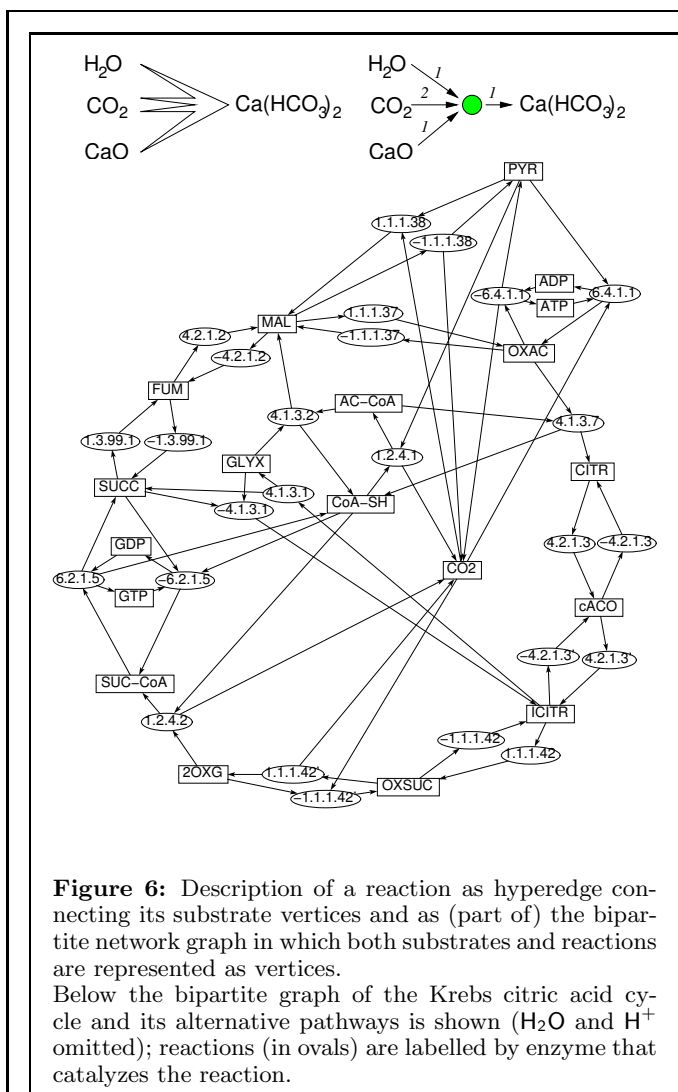 H2O
CO2
CaO
Ca(HCO3)2
H2O
CO2
CaO
1
2
1
1
Ca(HCO3)2
PYR
1.1.1.38
−1.1.1.38
ADP
−6.4.1.1
6.4.1.1
ATP
MAL
1.1.1.37
−1.1.1.37
OXAC
4.2.1.2
−4.2.1.2
FUM
AC−CoA
4.1.3.2
4.1.3.7
1.3.99.1
−1.3.99.1
GLYX
1.2.4.1
CITR
SUCC
4.1.3.1
−4.1.3.1
CoA−SH
4.2.1.3
−4.2.1.3
GDP
6.2.1.5
−6.2.1.5
GTP
CO2
cACO
−4.2.1.3'
4.2.1.3'
SUC−CoA
1.2.4.2
ICITR
−1.1.1.42
1.1.1.42
2OXG
1.1.1.42'
−1.1.1.42'
OXSUC
Figure 6: Description of a reaction as hyperedge con-
necting its substrate vertices and as (part of) the bipar-
tite network graph in which both substrates and reactions
are represented as vertices.
Below the bipartite graph of the Krebs citric acid cy-
cle and its alternative pathways is shown (H2O and H+
omitted); reactions (in ovals) are labelled by enzyme that
catalyzes the reaction.